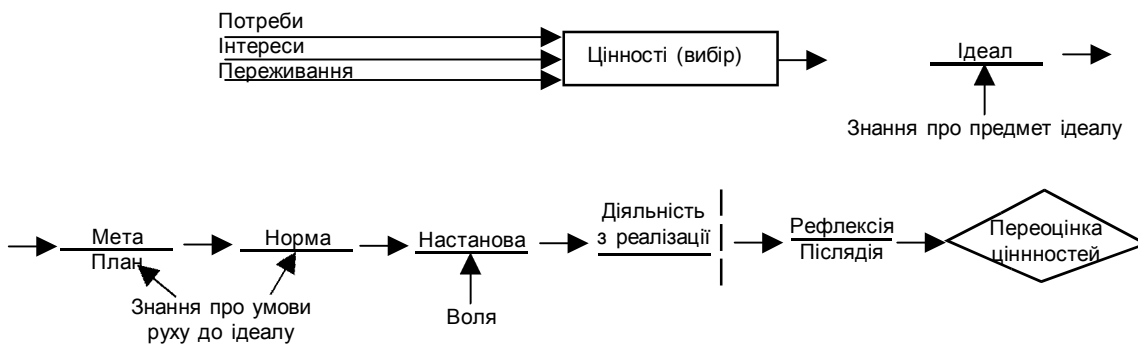 Потреби
Інтереси
Переживання
Цінності (вибір)
Ідеал
Знання про предмет ідеалу
Мета
План
Норма
Знання про умови
руху до ідеалу
Настанова
Воля
Діяльність
з реалізації
Рефлексія
Післядія
Переоцінка
ціннностей